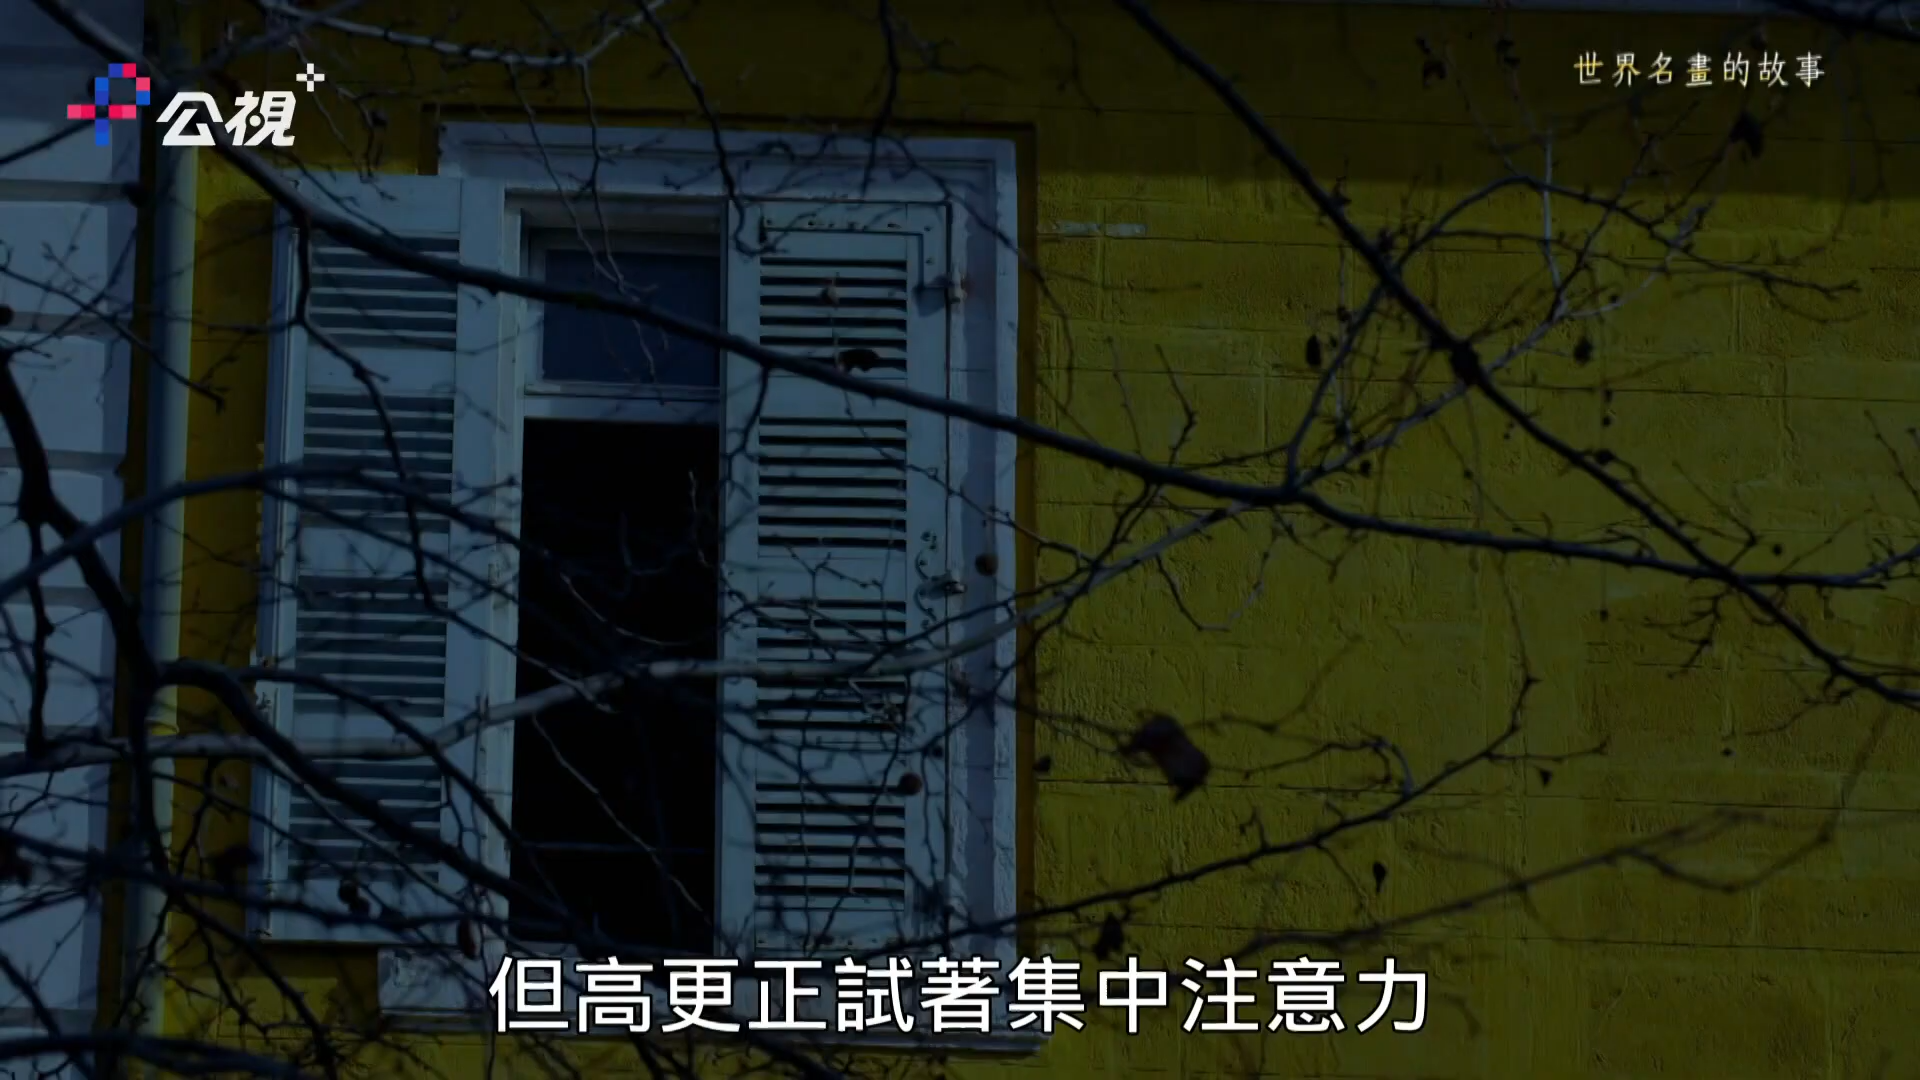 公視
世界名畫的故事
但高更正試著集中注意力